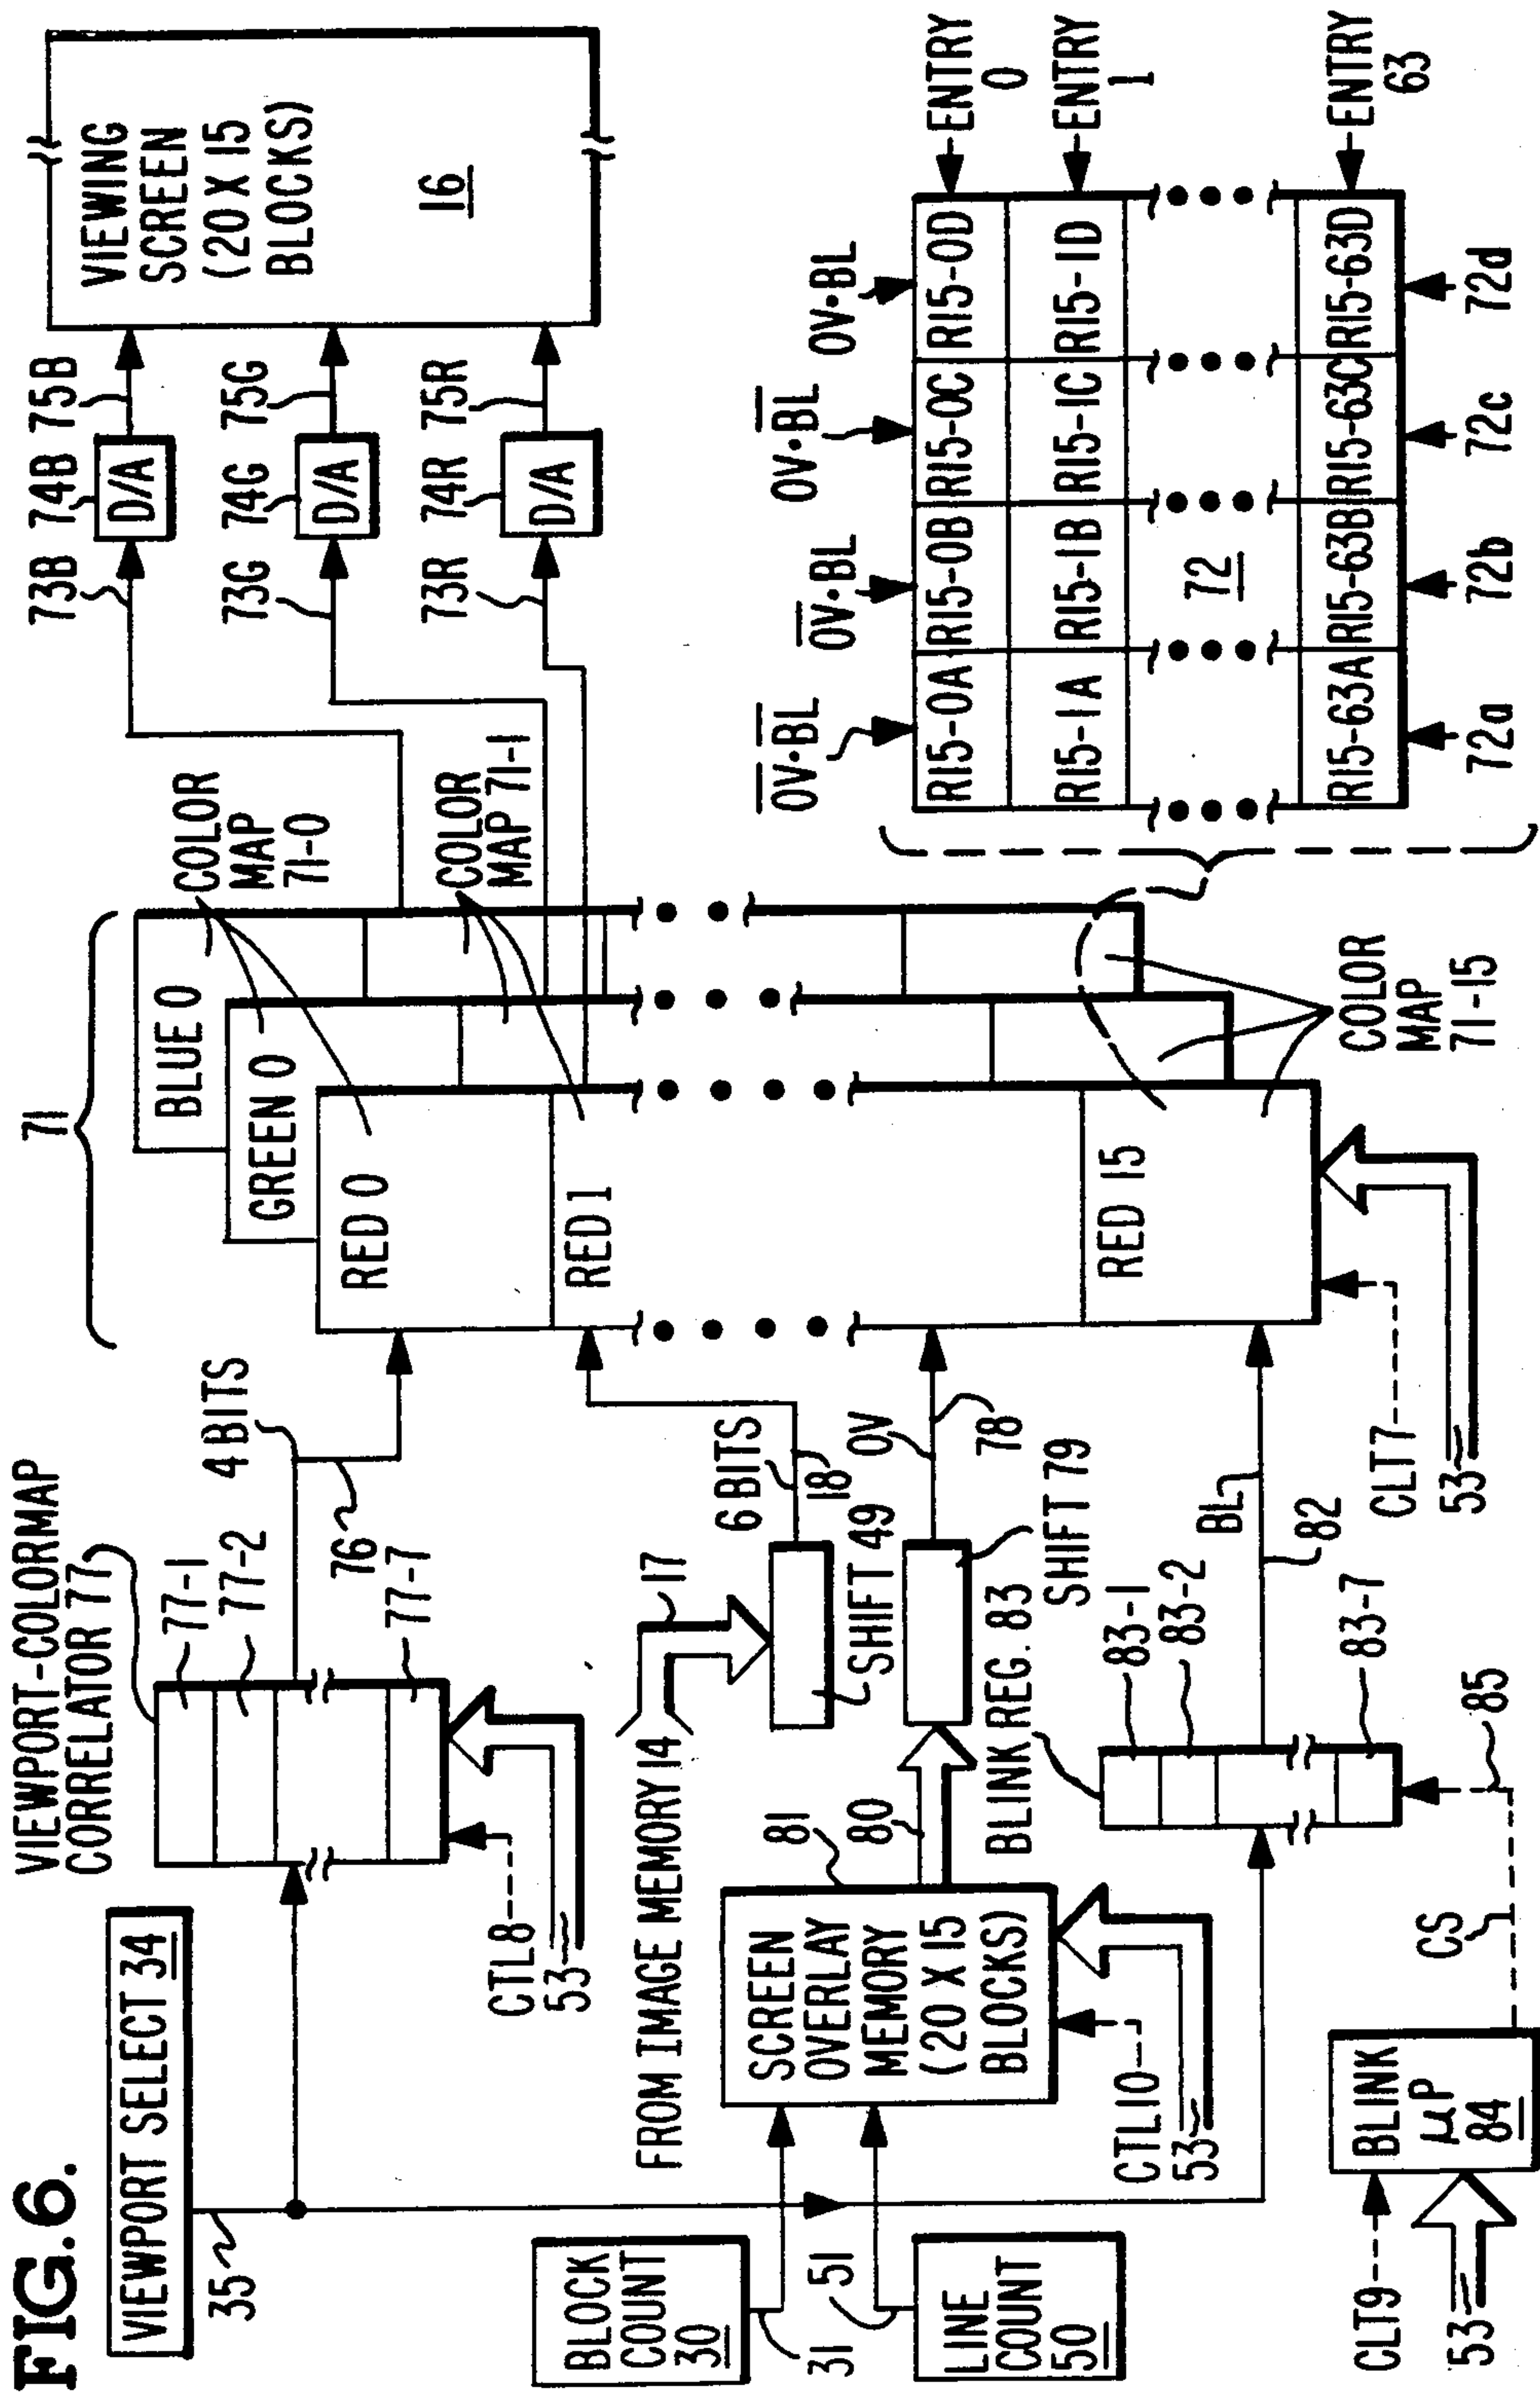 FIG.6.
VIEWPORT SELECT 34
35
VIEWPORT-COLORMAP
CORRELATOR 77
77-1
77-2
77-7
76
4 BITS
CTL8
53
BLOCK
COUNT
30
31
LINE
COUNT
50
51
FROM IMAGE MEMORY 14
17
SHIFT 49
6 BITS
18
SCREEN
OVERLAY
MEMORY
(20 X 15
BLOCKS)
81
80
CTL10
53
SHIFT 79
OV
78
BLINK REG. 83
83-1
83-2
83-7
BL
82
85
CS
BLINK
μP
84
CLT9
53
71
BLUE 0
GREEN 0
RED 0
RED 1
RED 15
CLT7
53
COLOR
MAP
71-0
COLOR
MAP 71-1
COLOR
MAP
71-15
73B
74B
75B
D/A
73G
74G
75G
D/A
73R
74R
75R
D/A
VIEWING
SCREEN
(20 X 15
BLOCKS)
16
O̅V̅·B̅L̅
O̅V̅·BL
OV·B̅L̅
OV·BL
R15-0A R15-0B R15-0C R15-0D
ENTRY
0
R15-1A R15-1B R15-1C R15-1D
ENTRY
1
72
R15-63A R15-63B R15-63C R15-63D
ENTRY
63
72a 72b 72c 72d